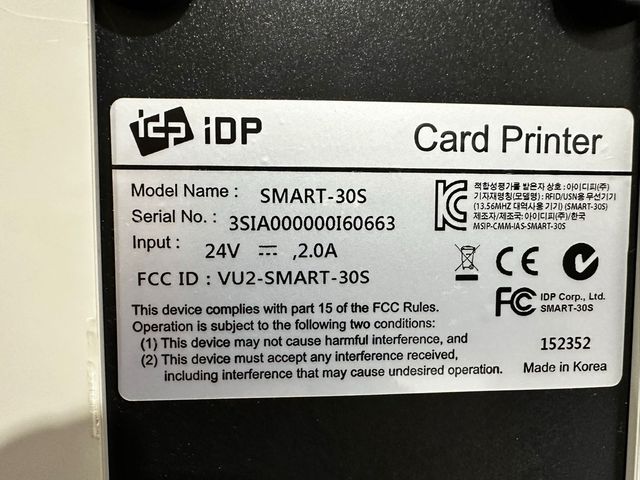 idp iDP
Card Printer
Model Name : SMART-30S
Serial No. : 3SIA000000I60663
Input : 24V ⎓ ,2.0A
FCC ID : VU2-SMART-30S
적합성평가를 받은자 상호 : 아이디피(주)
기자재명칭(모델명) : RFID/USN용 무선기기
(13.56MHZ 대역사용 기기) (SMART-30S)
제조자/제조국: 아이디피(주)/한국
MSIP-CMM-IAS-SMART-30S
KC
CE
FC
IDP Corp., Ltd.
SMART-30S
This device complies with part 15 of the FCC Rules.
Operation is subject to the following two conditions:
(1) This device may not cause harmful interference, and
(2) This device must accept any interference received,
including interference that may cause undesired operation.
152352
Made in Korea